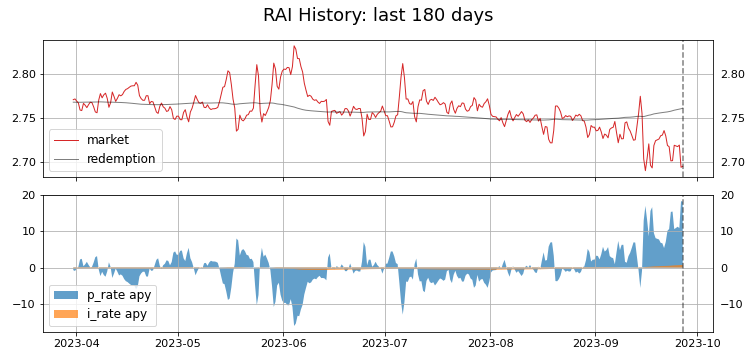 RAI History: last 180 days
2.80 2.80
2.75 2.75
2.70 2.70
market
redemption
20 20
10 10
0 0
−10 −10
p_rate apy
i_rate apy
2023-04 2023-05 2023-06 2023-07 2023-08 2023-09 2023-10